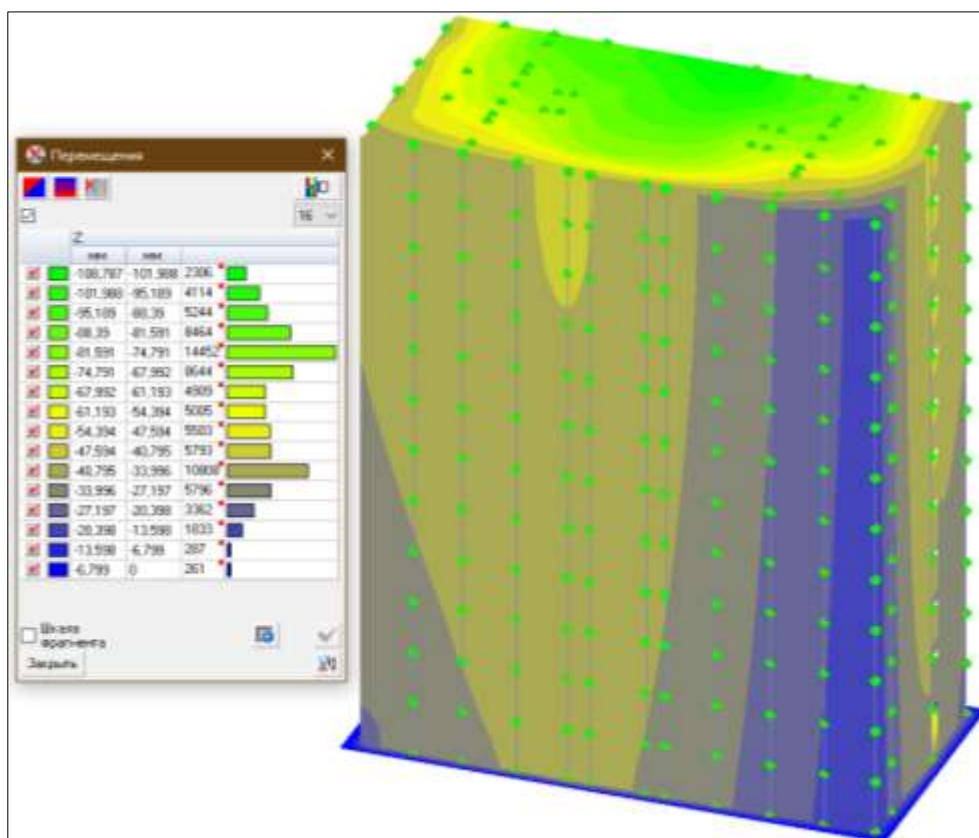 Перемещения
16
Z
мм мм
-108,787 -101,988 2306
-101,988 -95,189 4114
-95,189 -88,39 5244
-88,39 -81,591 8464
-81,591 -74,791 14452
-74,791 -67,992 8644
-67,992 -61,193 4909
-61,193 -54,394 5005
-54,394 -47,594 5503
-47,594 -40,795 5793
-40,795 -33,996 10808
-33,996 -27,197 5796
-27,197 -20,398 3362
-20,398 -13,598 1833
-13,598 -6,799 287
-6,799 0 261
Шкала
фрагмента
Закрыть